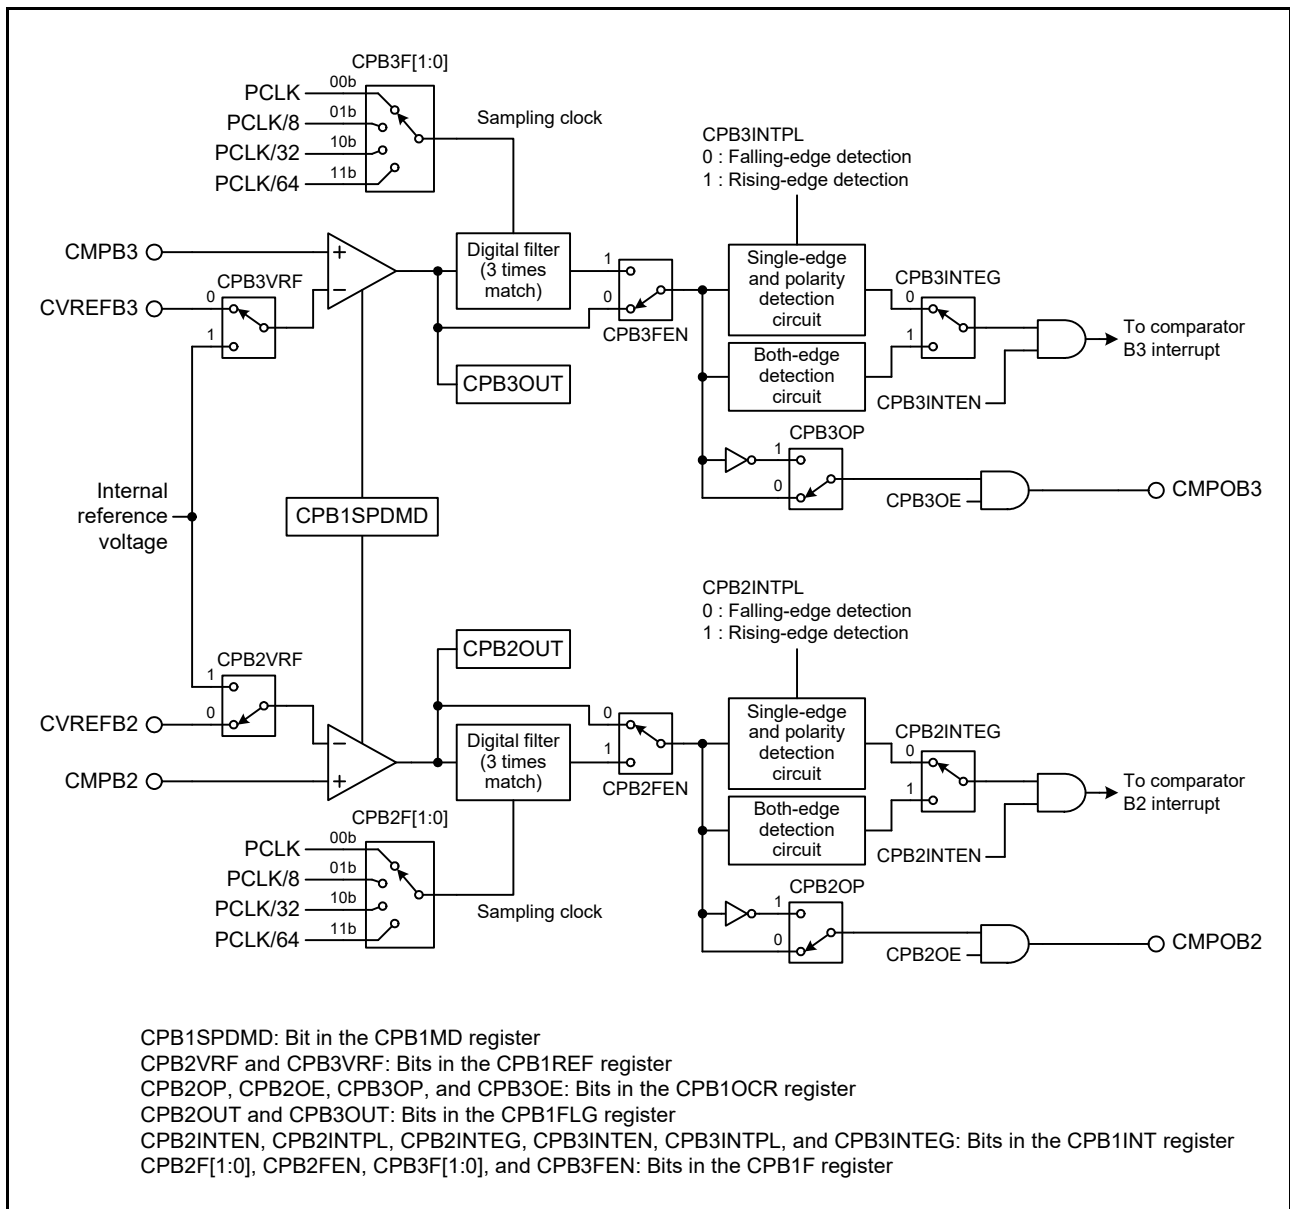 CPB3F[1:0]
00b
PCLK
01b
PCLK/8
10b
PCLK/32
11b
PCLK/64
Sampling clock
CPB3INTPL
0 : Falling-edge detection
1 : Rising-edge detection
CMPB3
+
−
CPB3VRF
CVREFB3
0
1
Digital filter
(3 times
match)
1
0
CPB3FEN
CPB3OUT
Single-edge
and polarity
detection
circuit
CPB3INTEG
0
1
Both-edge
detection
circuit
CPB3INTEN
To comparator
B3 interrupt
CPB3OP
1
0
CPB3OE
CMPOB3
Internal
reference
voltage
CPB1SPDMD
CPB2INTPL
0 : Falling-edge detection
1 : Rising-edge detection
CPB2OUT
CPB2VRF
1
0
CVREFB2
CMPB2
−
+
Digital filter
(3 times
match)
0
1
CPB2FEN
Single-edge
and polarity
detection
circuit
CPB2INTEG
0
1
Both-edge
detection
circuit
CPB2INTEN
To comparator
B2 interrupt
CPB2F[1:0]
00b
PCLK
01b
PCLK/8
10b
PCLK/32
11b
PCLK/64
Sampling clock
CPB2OP
1
0
CPB2OE
CMPOB2
CPB1SPDMD: Bit in the CPB1MD register
CPB2VRF and CPB3VRF: Bits in the CPB1REF register
CPB2OP, CPB2OE, CPB3OP, and CPB3OE: Bits in the CPB1OCR register
CPB2OUT and CPB3OUT: Bits in the CPB1FLG register
CPB2INTEN, CPB2INTPL, CPB2INTEG, CPB3INTEN, CPB3INTPL, and CPB3INTEG: Bits in the CPB1INT register
CPB2F[1:0], CPB2FEN, CPB3F[1:0], and CPB3FEN: Bits in the CPB1F register